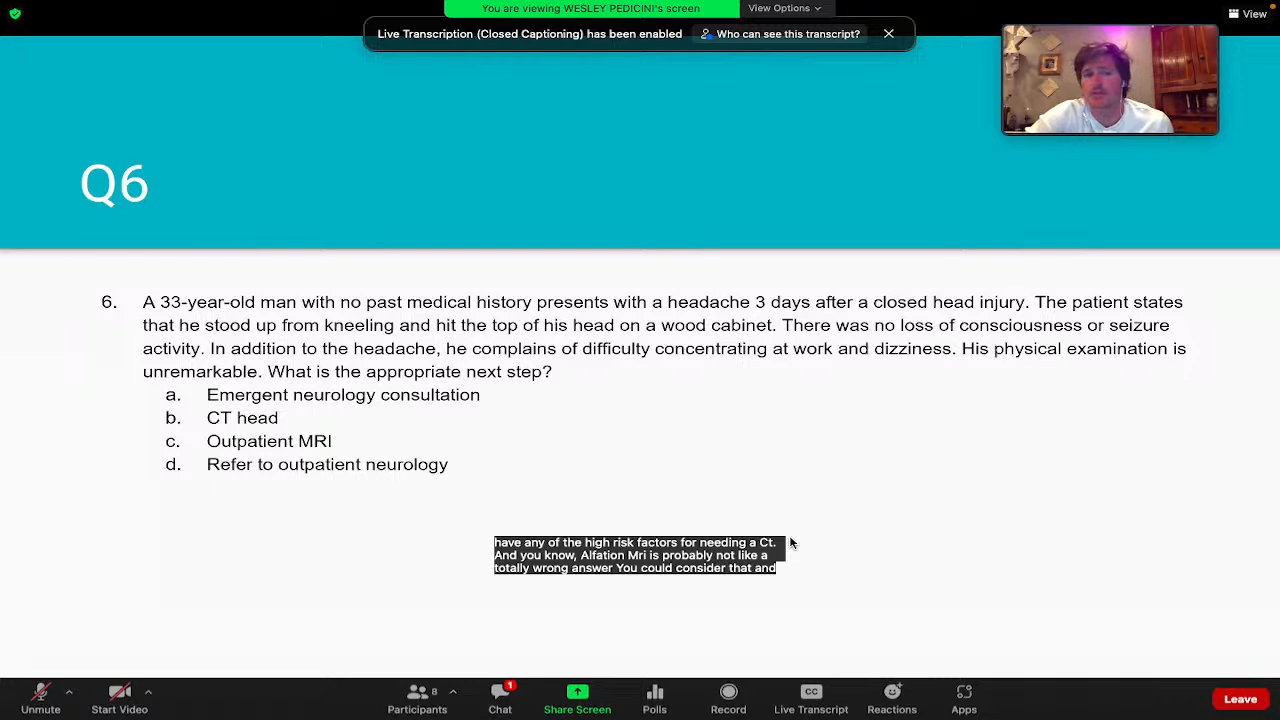 You are viewing WESLEY PEDICINI's screen
View Options
View
Live Transcription (Closed Captioning) has been enabled
Who can see this transcript?
Q6
6. A 33-year-old man with no past medical history presents with a headache 3 days after a closed head injury. The patient states
that he stood up from kneeling and hit the top of his head on a wood cabinet. There was no loss of consciousness or seizure
activity. In addition to the headache, he complains of difficulty concentrating at work and dizziness. His physical examination is
unremarkable. What is the appropriate next step?
a. Emergent neurology consultation
b. CT head
c. Outpatient MRI
d. Refer to outpatient neurology
have any of the high risk factors for needing a Ct.
And you know, Alfation Mri is probably not like a
totally wrong answer You could consider that and
Unmute
Start Video
Participants
8
Chat
1
Share Screen
Polls
Record
CC
Live Transcript
Reactions
Apps
Leave